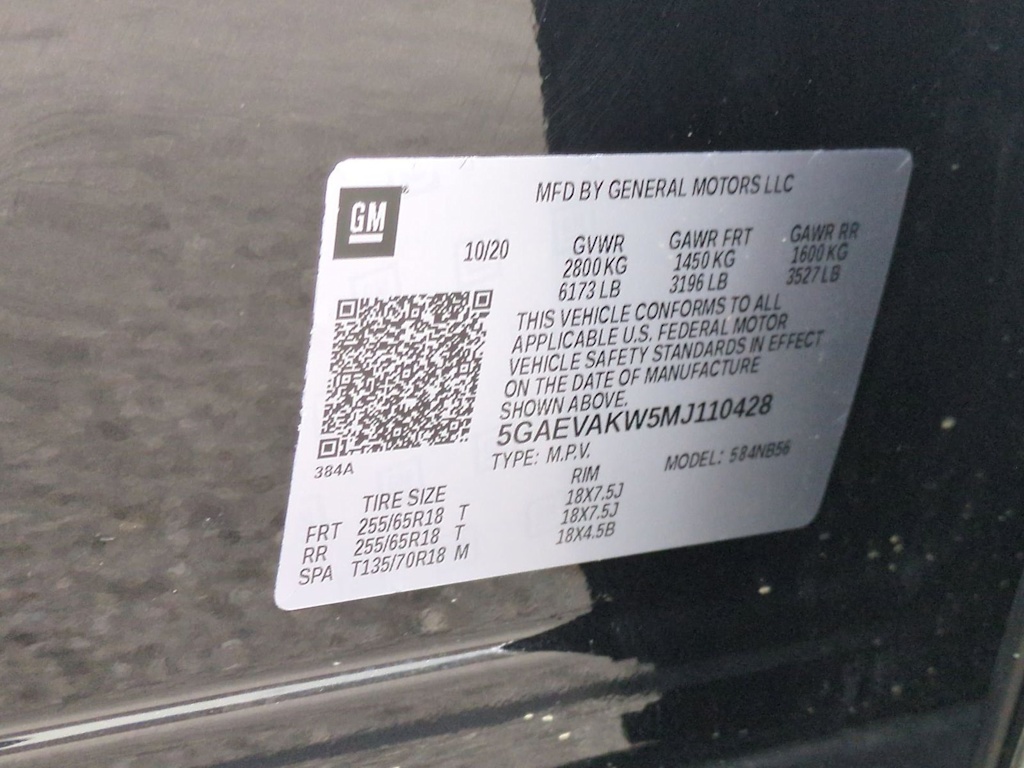 GM
MFD BY GENERAL MOTORS LLC
10/20
GVWR
2800 KG
6173 LB
GAWR FRT
1450 KG
3196 LB
GAWR RR
1600 KG
3527 LB
THIS VEHICLE CONFORMS TO ALL
APPLICABLE U.S. FEDERAL MOTOR
VEHICLE SAFETY STANDARDS IN EFFECT
ON THE DATE OF MANUFACTURE
SHOWN ABOVE.
5GAEVAKW5MJ110428
TYPE: M.P.V. MODEL: 584NB56
384A
TIRE SIZE RIM
FRT 255/65R18 T 18X7.5J
RR 255/65R18 T 18X7.5J
SPA T135/70R18 M 18X4.5B